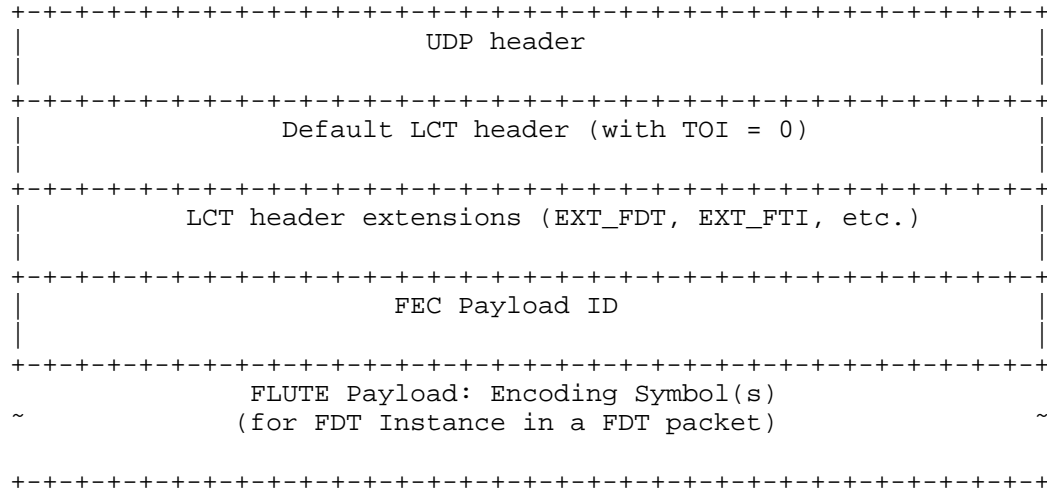 +-+-+-+-+-+-+-+-+-+-+-+-+-+-+-+-+-+-+-+-+-+-+-+-+-+-+-+-+-+-+-+-+
|                         UDP header                            |
|                                                               |
+-+-+-+-+-+-+-+-+-+-+-+-+-+-+-+-+-+-+-+-+-+-+-+-+-+-+-+-+-+-+-+-+
|                Default LCT header (with TOI = 0)              |
|                                                               |
+-+-+-+-+-+-+-+-+-+-+-+-+-+-+-+-+-+-+-+-+-+-+-+-+-+-+-+-+-+-+-+-+
|          LCT header extensions (EXT_FDT, EXT_FTI, etc.)       |
|                                                               |
+-+-+-+-+-+-+-+-+-+-+-+-+-+-+-+-+-+-+-+-+-+-+-+-+-+-+-+-+-+-+-+-+
|                       FEC Payload ID                          |
|                                                               |
+-+-+-+-+-+-+-+-+-+-+-+-+-+-+-+-+-+-+-+-+-+-+-+-+-+-+-+-+-+-+-+-+
               FLUTE Payload: Encoding Symbol(s)
~             (for FDT Instance in a FDT packet)                ~
+-+-+-+-+-+-+-+-+-+-+-+-+-+-+-+-+-+-+-+-+-+-+-+-+-+-+-+-+-+-+-+-+